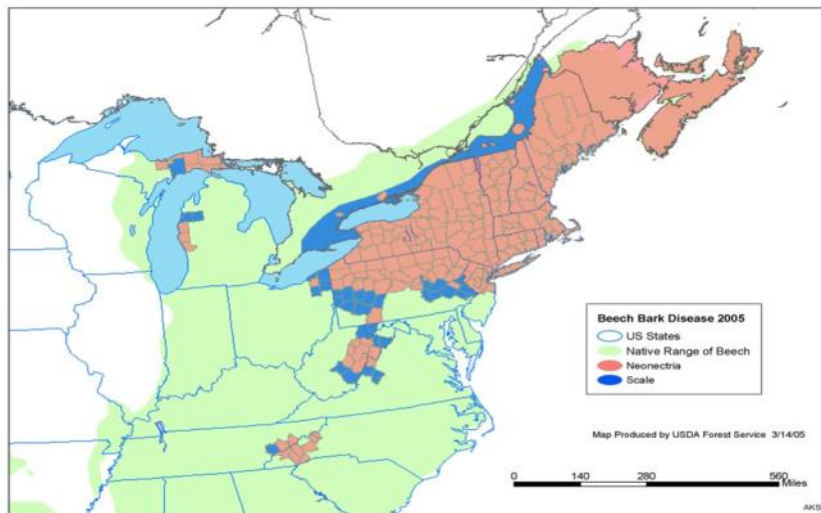 Beech Bark Disease 2005
US States
Native Range of Beech
Neonectria
Scale
Map Produced by USDA Forest Service 3/14/05
0 140 280 560
Miles
AKS